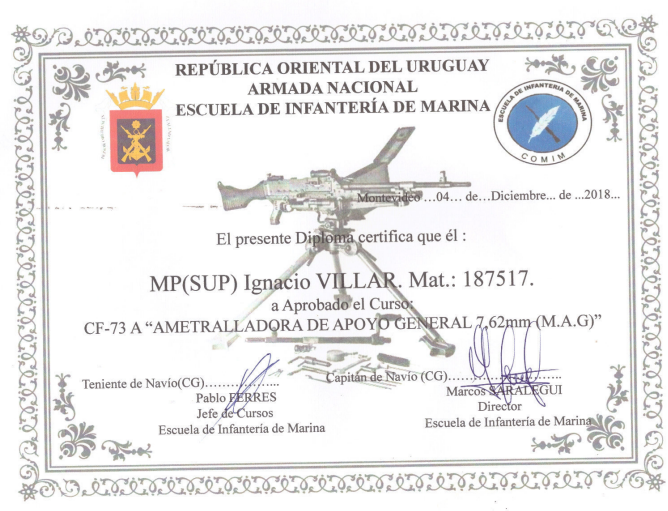 REPÚBLICA ORIENTAL DEL URUGUAY
ARMADA NACIONAL
ESCUELA DE INFANTERÍA DE MARINA
ESCUELA DE INFANTERIA DE MARINA
COMIM
Montevideo …04… de…Diciembre... de ...2018...
El presente Diploma certifica que él :
MP(SUP) Ignacio VILLAR. Mat.: 187517.
a Aprobado el Curso:
CF-73 A “AMETRALLADORA DE APOYO GENERAL 7,62mm (M.A.G)”
Teniente de Navío(CG)……………...
Pablo FERRES
Jefe de Cursos
Escuela de Infantería de Marina
Capitán de Navío (CG)………………..
Marcos SARALEGUI
Director
Escuela de Infantería de Marina